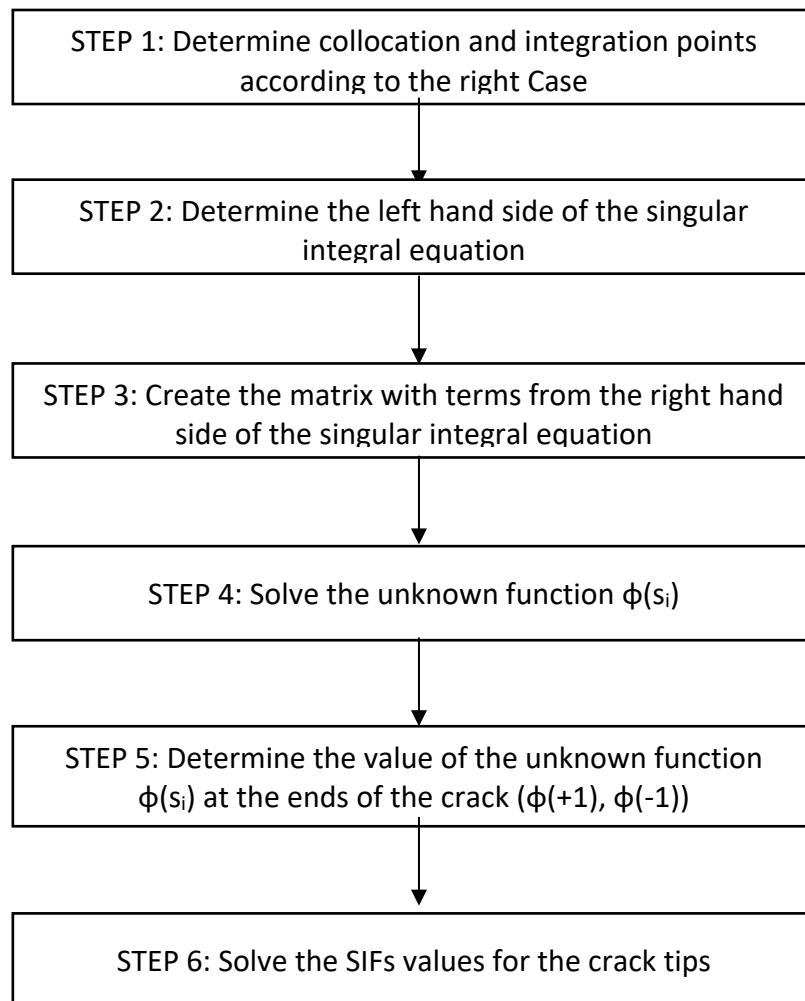 STEP 1: Determine collocation and integration points
according to the right Case
STEP 2: Determine the left hand side of the singular
integral equation
STEP 3: Create the matrix with terms from the right hand
side of the singular integral equation
STEP 4: Solve the unknown function ϕ(sᵢ)
STEP 5: Determine the value of the unknown function
ϕ(sᵢ) at the ends of the crack (ϕ(+1), ϕ(-1))
STEP 6: Solve the SIFs values for the crack tips